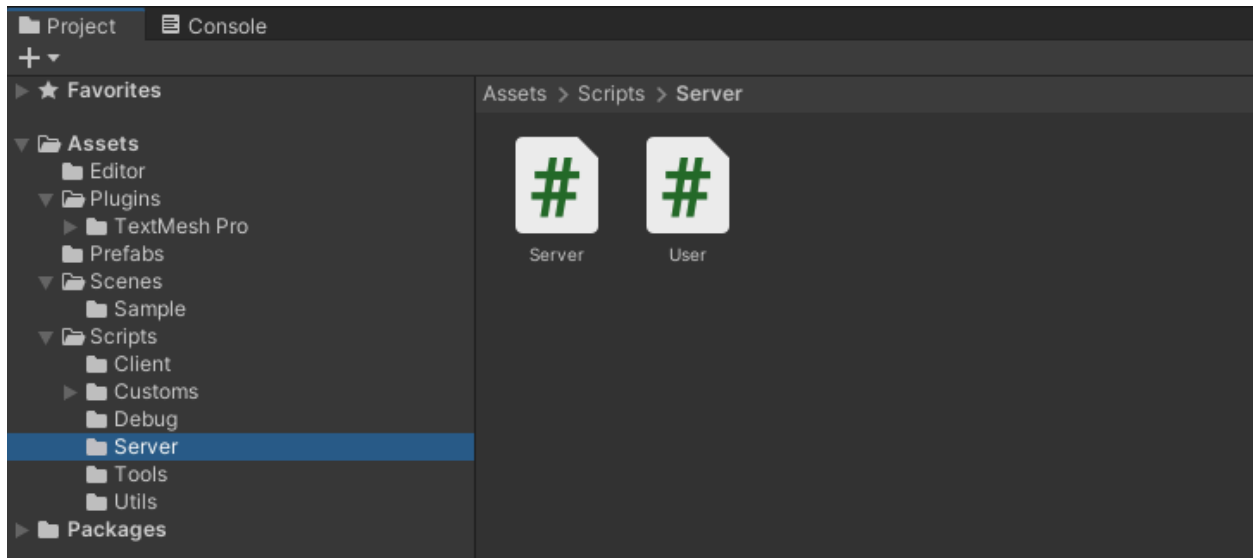 Project Console
Favorites
Assets
Editor
Plugins
TextMesh Pro
Prefabs
Scenes
Sample
Scripts
Client
Customs
Debug
Server
Tools
Utils
Packages
Assets > Scripts > Server
# #
Server User